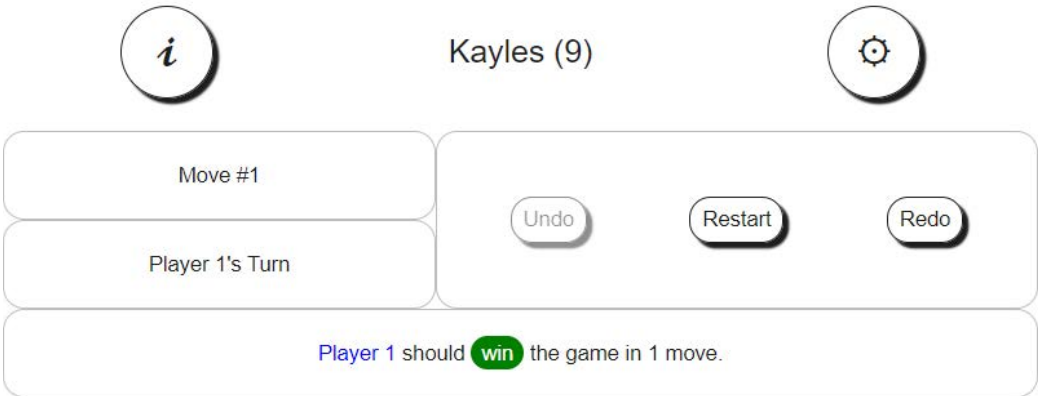 i
Kayles (9)
Move #1
Player 1's Turn
Undo
Restart
Redo
Player 1 should win the game in 1 move.